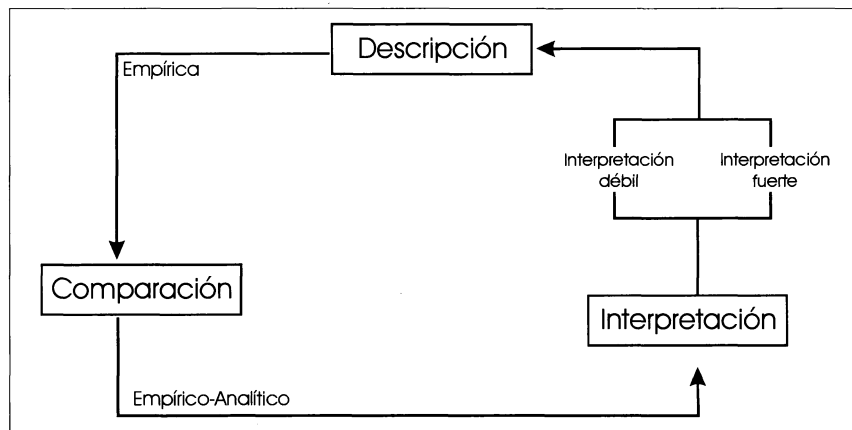 Descripción
Empírica
Interpretación
débil
Interpretación
fuerte
Comparación
Interpretación
Empírico-Analítico